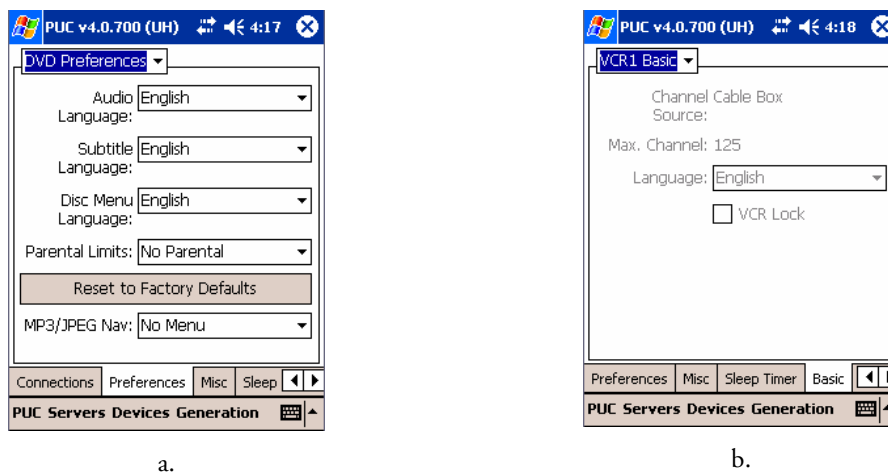 PUC v4.0.700 (UH) 4:17
DVD Preferences
Audio English
Language:
Subtitle English
Language:
Disc Menu English
Language:
Parental Limits: No Parental
Reset to Factory Defaults
MP3/JPEG Nav: No Menu
Connections Preferences Misc Sleep
PUC Servers Devices Generation
a.
PUC v4.0.700 (UH) 4:18
VCR1 Basic
Channel Cable Box
Source:
Max. Channel: 125
Language: English
VCR Lock
Preferences Misc Sleep Timer Basic
PUC Servers Devices Generation
b.